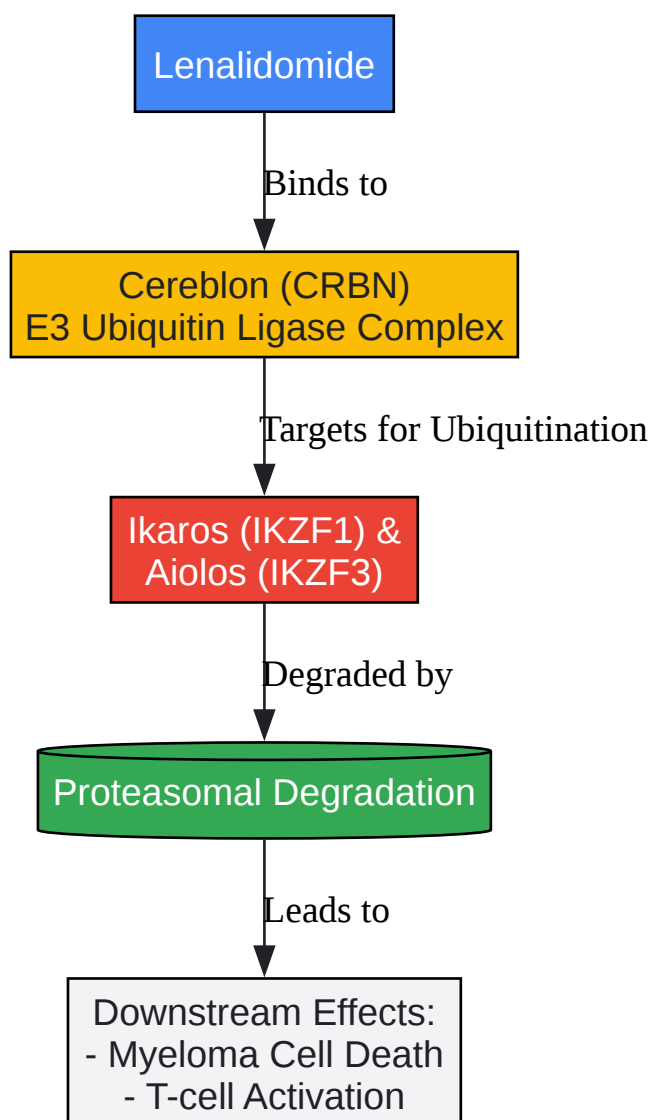 Lenalidomide
Binds to
Cereblon (CRBN)
E3 Ubiquitin Ligase Complex
Targets for Ubiquitination
Ikaros (IKZF1) &
Aiolos (IKZF3)
Degraded by
Proteasomal Degradation
Leads to
Downstream Effects:
- Myeloma Cell Death
- T-cell Activation